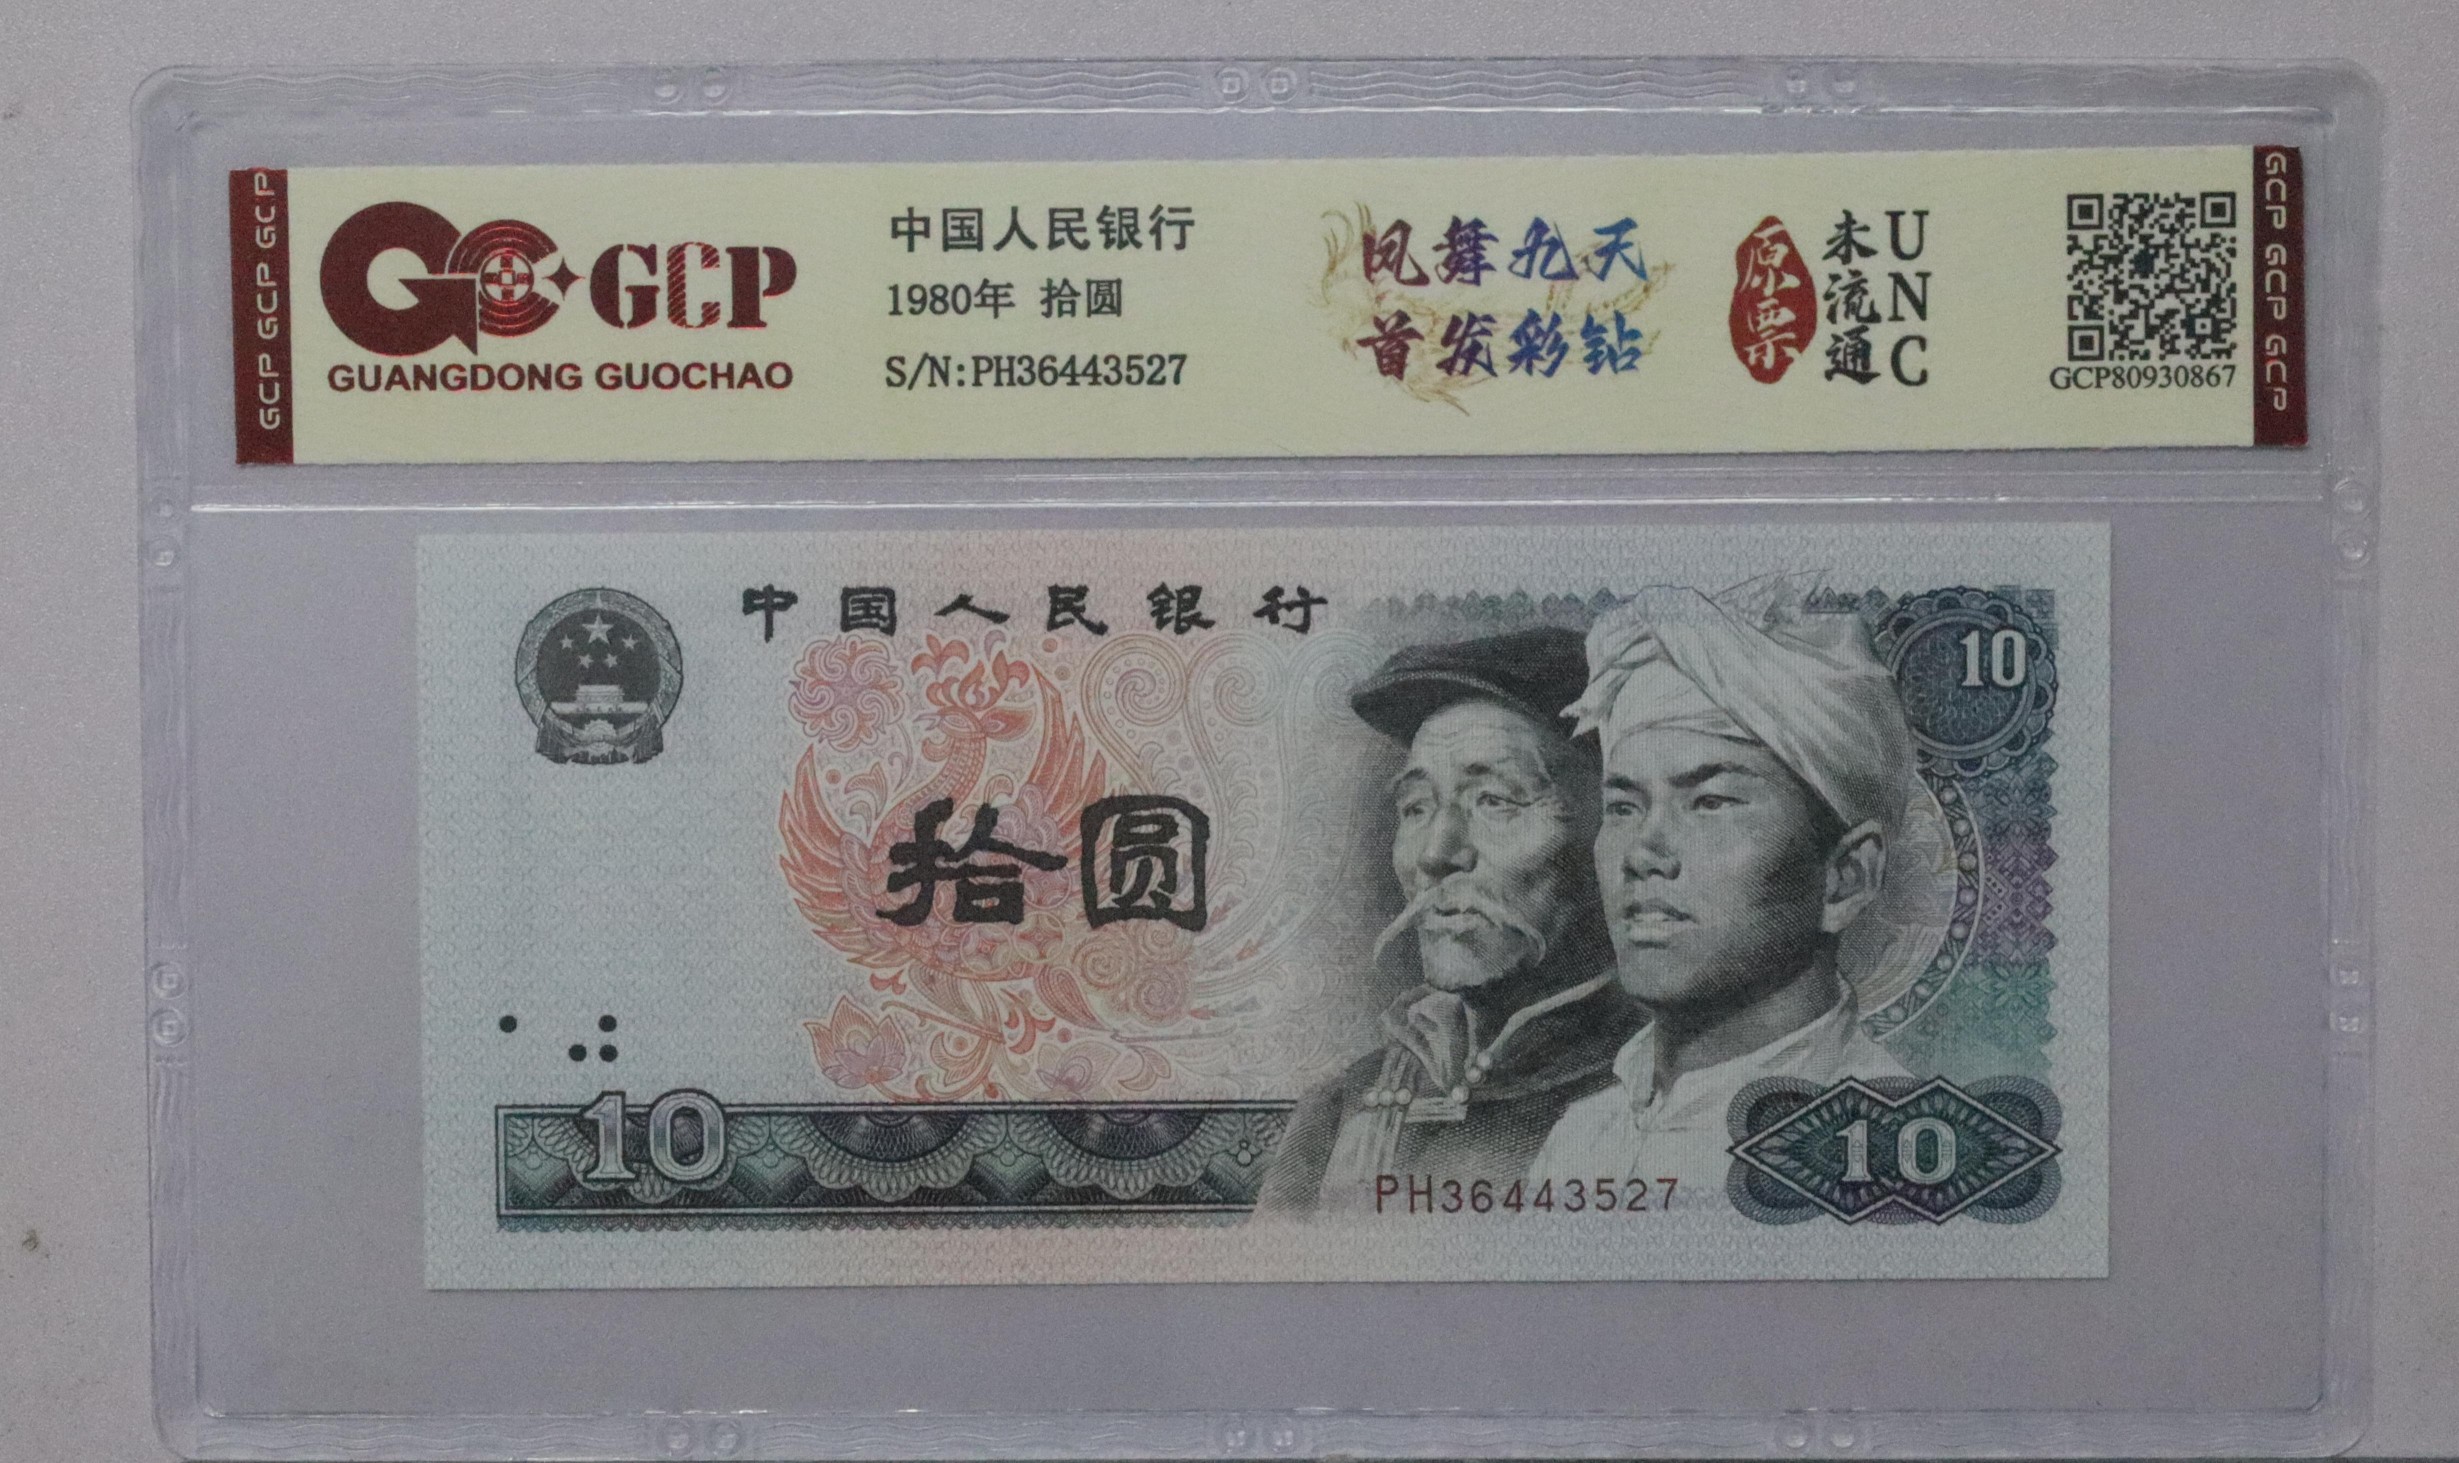 GCP GCP GCP
GCP
GUANGDONG GUOCHAO
中国人民银行
1980年 拾圆
S/N:PH36443527
凤舞九天
首发彩钻
原票
未流通
UNC
GCP80930867
GCP GCP GCP
中国人民银行
10
拾圆
10
10
PH36443527